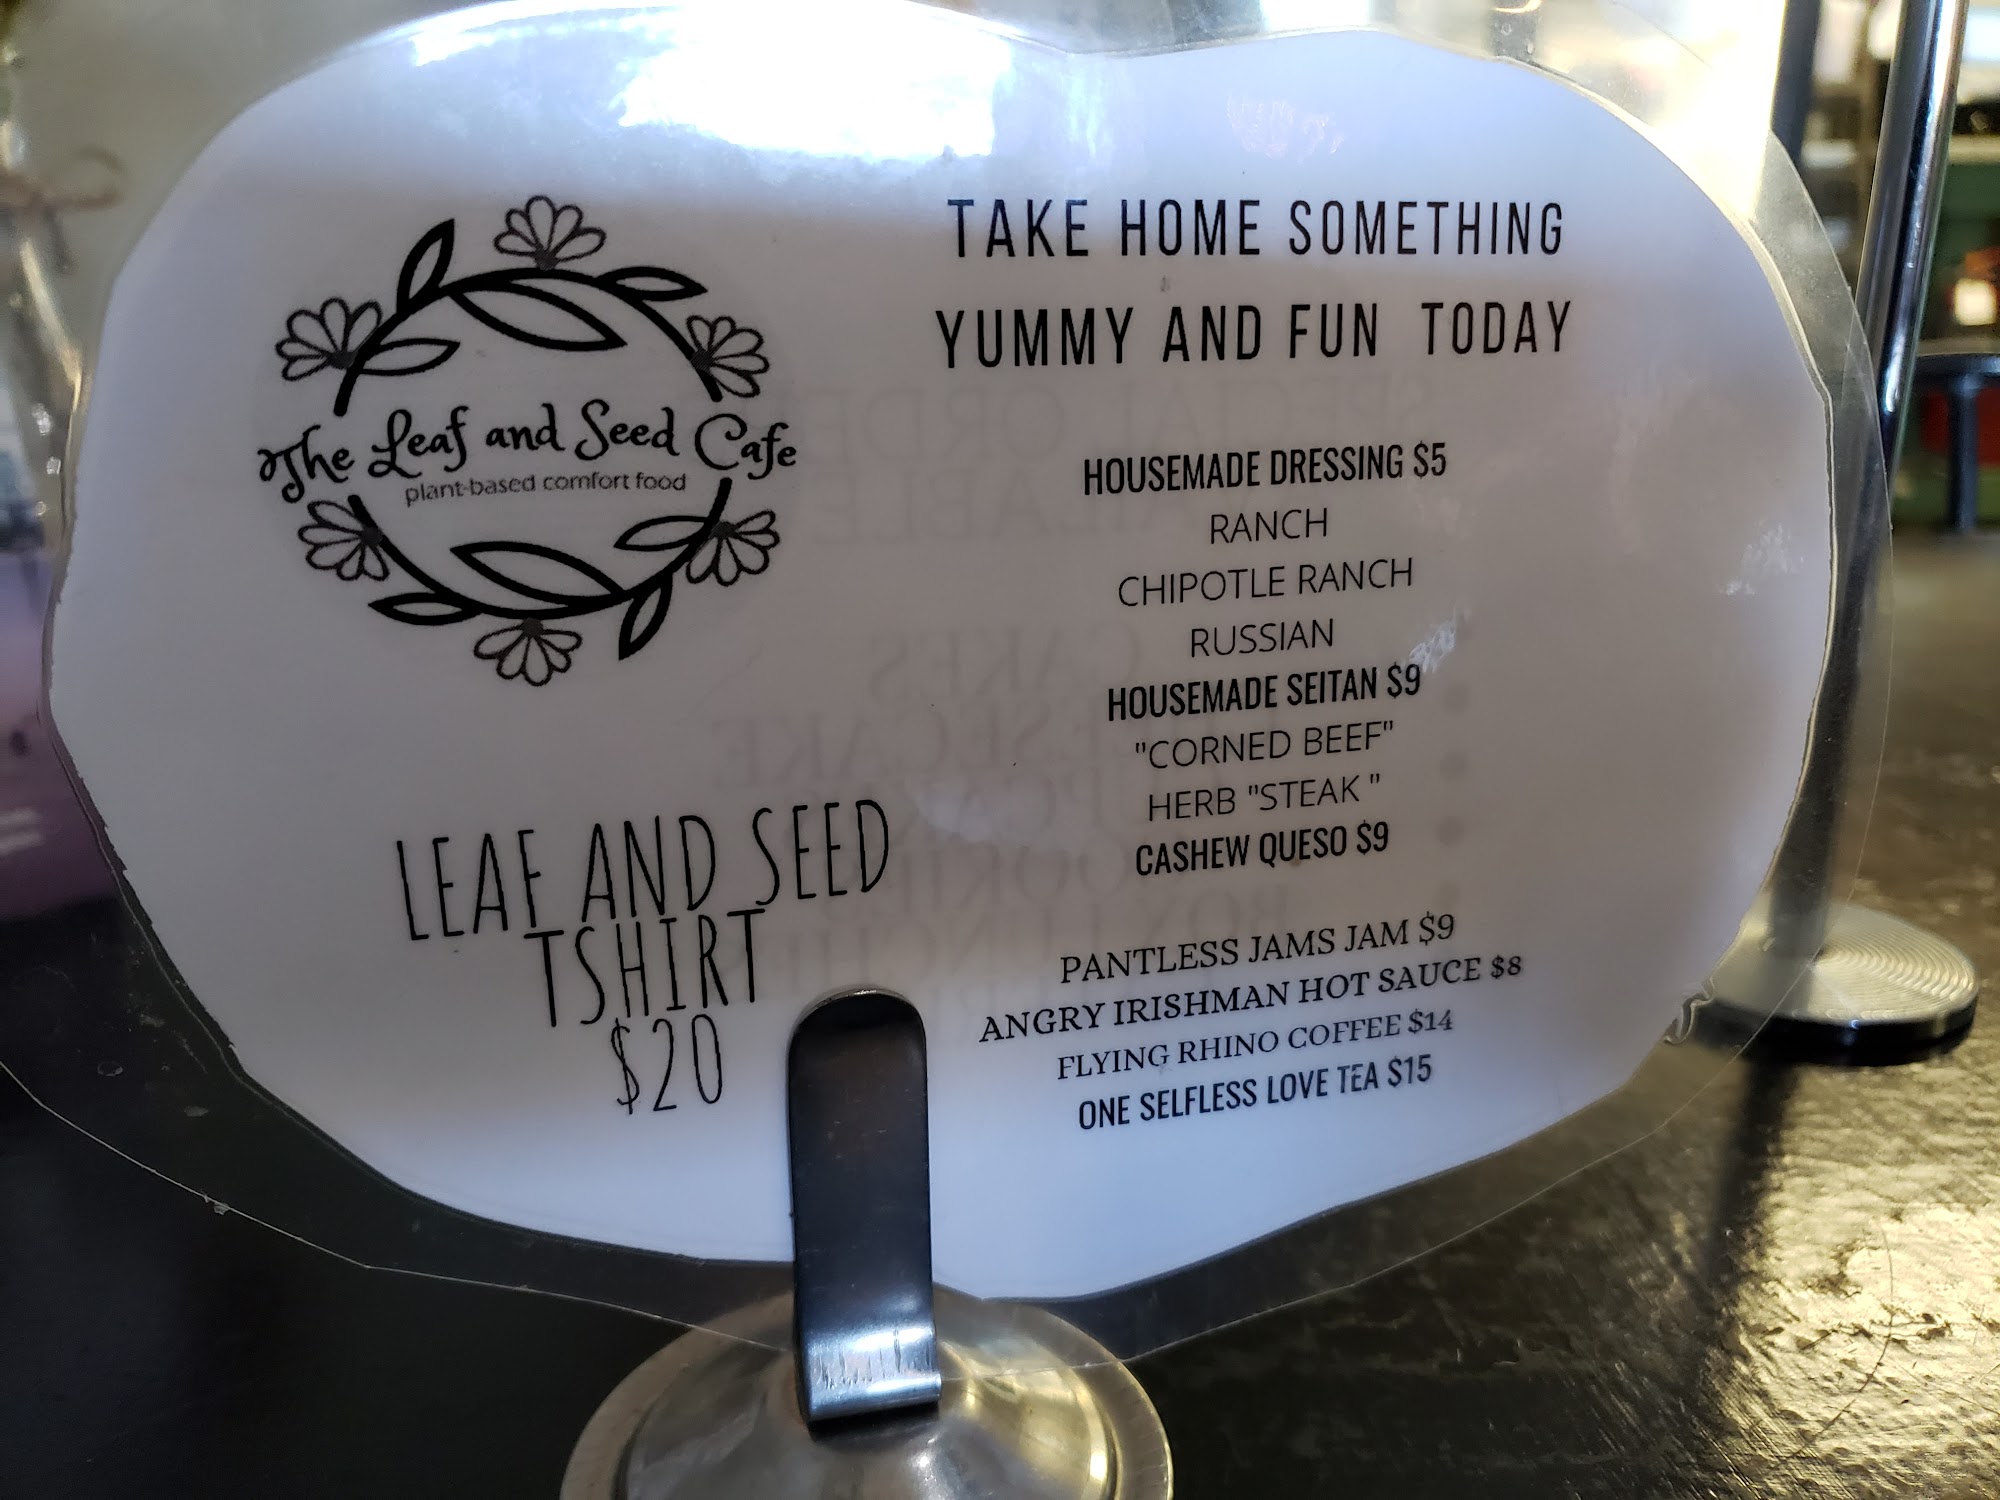 The Leaf and Seed Cafe
plant-based comfort food
LEAF AND SEED
TSHIRT
$20
TAKE HOME SOMETHING
YUMMY AND FUN TODAY
HOUSEMADE DRESSING $5
RANCH
CHIPOTLE RANCH
RUSSIAN
HOUSEMADE SEITAN $9
"CORNED BEEF"
HERB "STEAK "
CASHEW QUESO $9
PANTLESS JAMS JAM $9
ANGRY IRISHMAN HOT SAUCE $8
FLYING RHINO COFFEE $14
ONE SELFLESS LOVE TEA $15